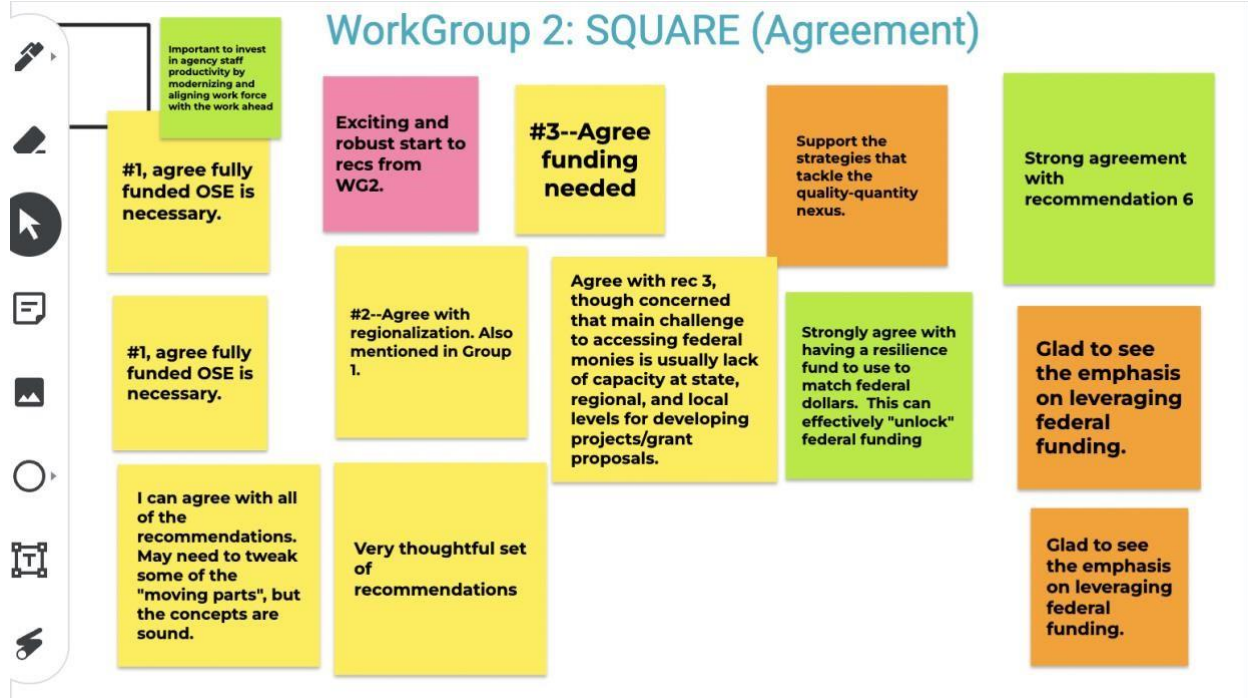 WorkGroup 2: SQUARE (Agreement)
Important to invest
in agency staff
productivity by
modernizing and
aligning work force
with the work ahead
#1, agree fully
funded OSE is
necessary.
Exciting and
robust start to
recs from
WG2.
#3--Agree
funding
needed
Support the
strategies that
tackle the
quality-quantity
nexus.
Strong agreement
with
recommendation 6
#1, agree fully
funded OSE is
necessary.
#2--Agree with
regionalization. Also
mentioned in Group
1.
Agree with rec 3,
though concerned
that main challenge
to accessing federal
monies is usually lack
of capacity at state,
regional, and local
levels for developing
projects/grant
proposals.
Strongly agree with
having a resilience
fund to use to
match federal
dollars. This can
effectively "unlock"
federal funding
Glad to see
the emphasis
on leveraging
federal
funding.
I can agree with all
of the
recommendations.
May need to tweak
some of the
"moving parts", but
the concepts are
sound.
Very thoughtful set
of
recommendations
Glad to see
the emphasis
on leveraging
federal
funding.
T